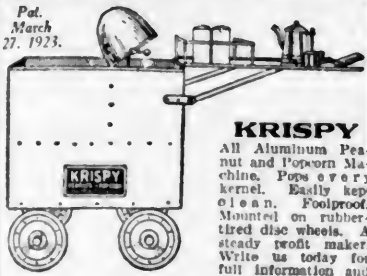 Pat.
March
27. 1923.
KRISPY
KRISPY
All Aluminum Pea-
nut and Popcorn Ma-
chine. Pops every
kernel. Easily kep
clean. Foolproof.
Mounted on rubber-
tired disc wheels. A
steady profit maker.
Write us today for
full information and